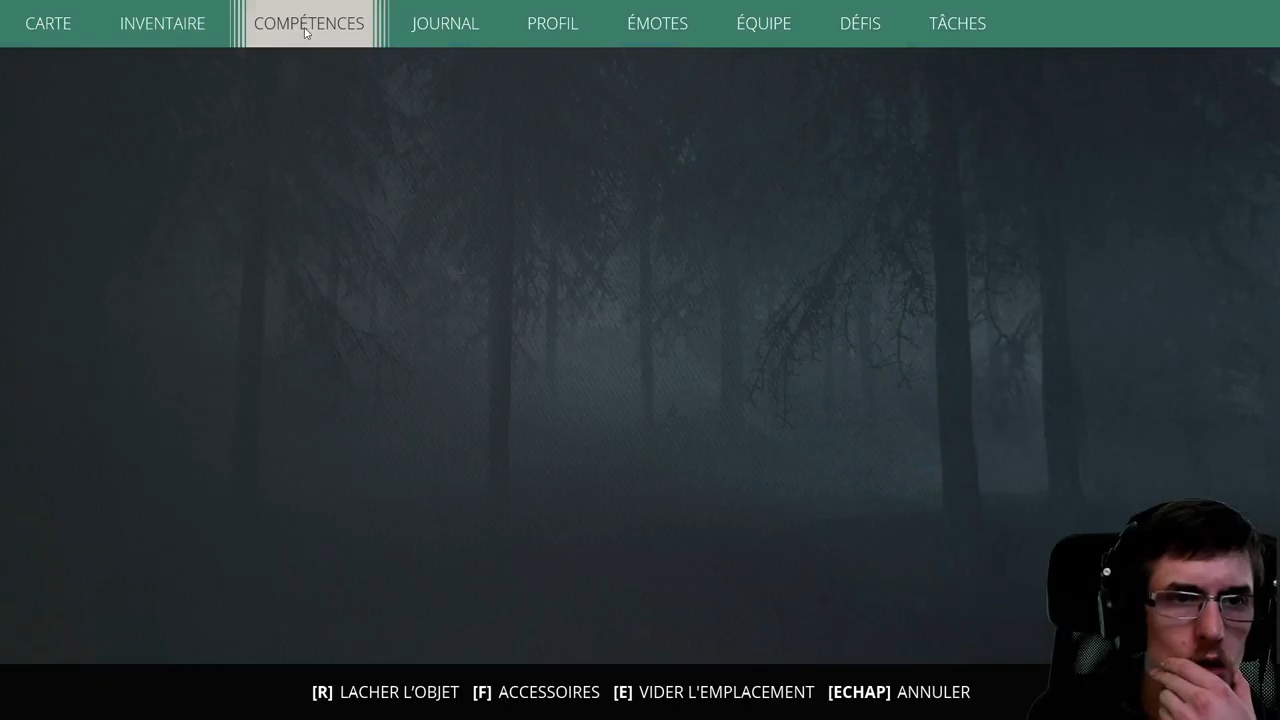 CARTE INVENTAIRE COMPÉTENCES JOURNAL PROFIL ÉMOTES ÉQUIPE DÉFIS TÂCHES
[R] LACHER L'OBJET [F] ACCESSOIRES [E] VIDER L'EMPLACEMENT [ECHAP] ANNULER